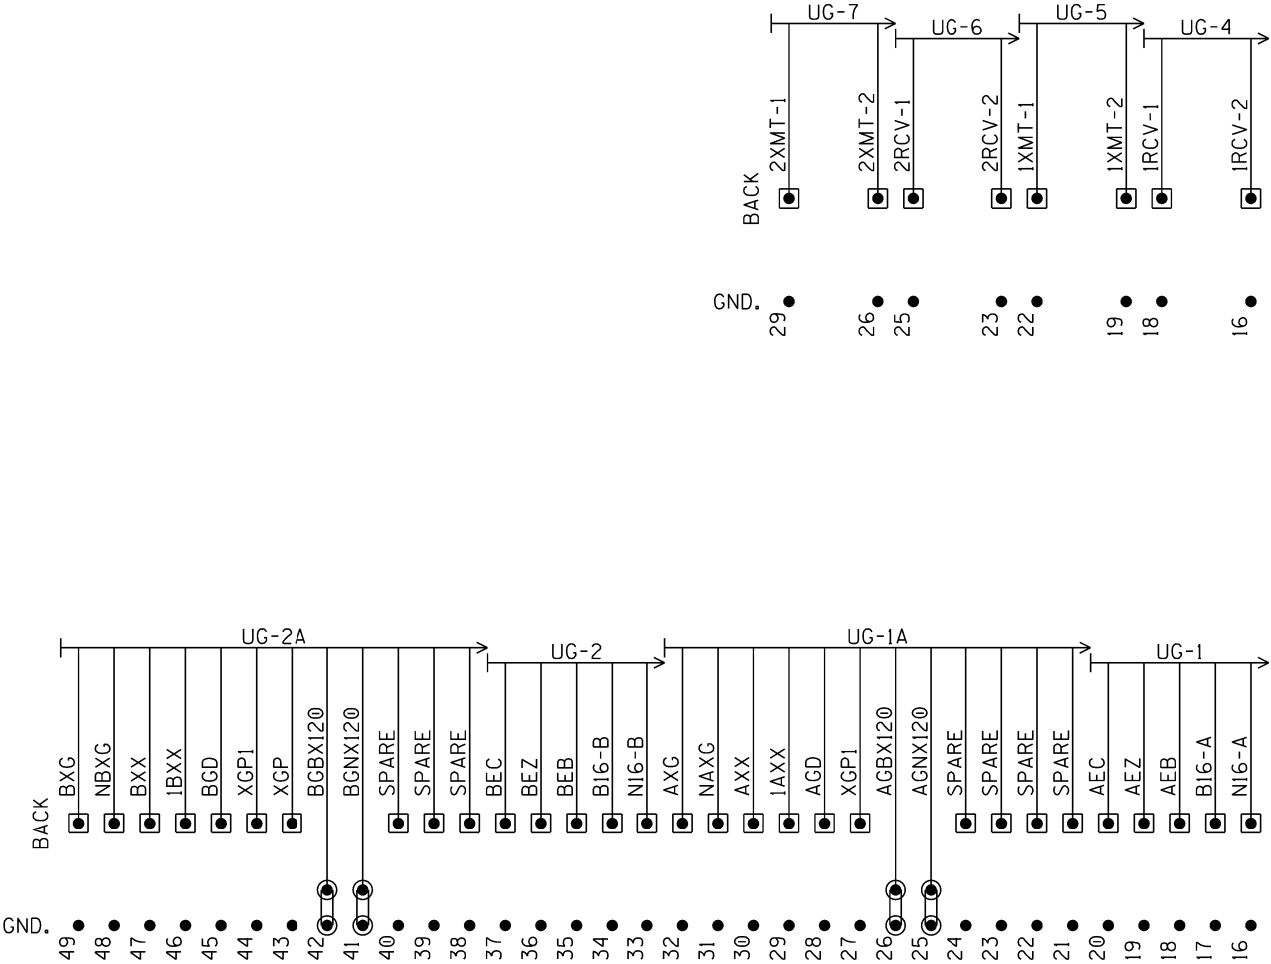 UG-7
UG-6
UG-5
UG-4
2XMT-1
2XMT-2
2RCV-1
2RCV-2
1XMT-1
1XMT-2
1RCV-1
1RCV-2
BACK
GND.
29
26
25
23
22
19
18
16
UG-2A
UG-2
UG-1A
UG-1
BXG
NBXG
BXX
1BXX
BGD
XGP1
XGP
BGBX120
BGNX120
SPARE
SPARE
SPARE
BEC
BEZ
BEB
B16-B
N16-B
AXG
NAXG
AXX
1AXX
AGD
XGP1
AGBX120
AGNX120
SPARE
SPARE
SPARE
SPARE
AEC
AEZ
AEB
B16-A
N16-A
BACK
GND.
49
48
47
46
45
44
43
42
41
40
39
38
37
36
35
34
33
32
31
30
29
28
27
26
25
24
23
22
21
20
19
18
17
16